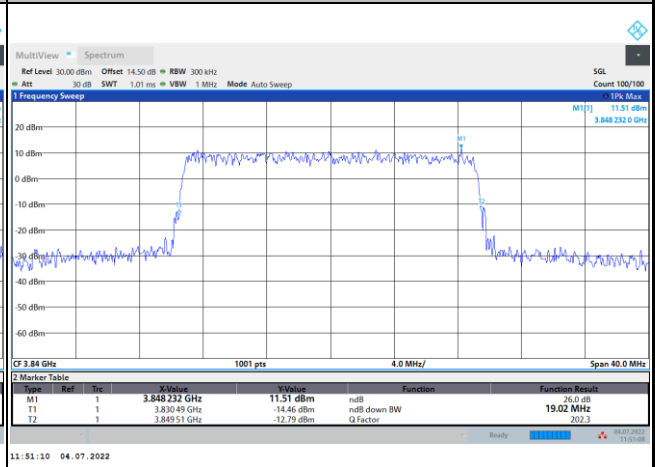 MultiView Spectrum
Ref Level 30.00 dBm Offset 14.50 dB RBW 300 kHz SGL
Att 30 dB SWT 1.01 ms VBW 1 MHz Mode Auto Sweep Count 100/100
1 Frequency Sweep 1Pk Max
M1[1] 11.51 dBm
3.848 232 0 GHz
20 dBm
M1
10 dBm
0 dBm
-10 dBm
T2
-20 dBm
-30 dBm
-40 dBm
-50 dBm
-60 dBm
CF 3.84 GHz 1001 pts 4.0 MHz/ Span 40.0 MHz
2 Marker Table
Type Ref Trc X-Value Y-Value Function Function Result
M1 1 3.848 232 GHz 11.51 dBm ndB 26.0 dB
T1 1 3.830 49 GHz -14.46 dBm ndB down BW 19.02 MHz
T2 1 3.849 51 GHz -12.79 dBm Q Factor 202.3
Ready 04.07.2022
11:51:08
11:51:10 04.07.2022